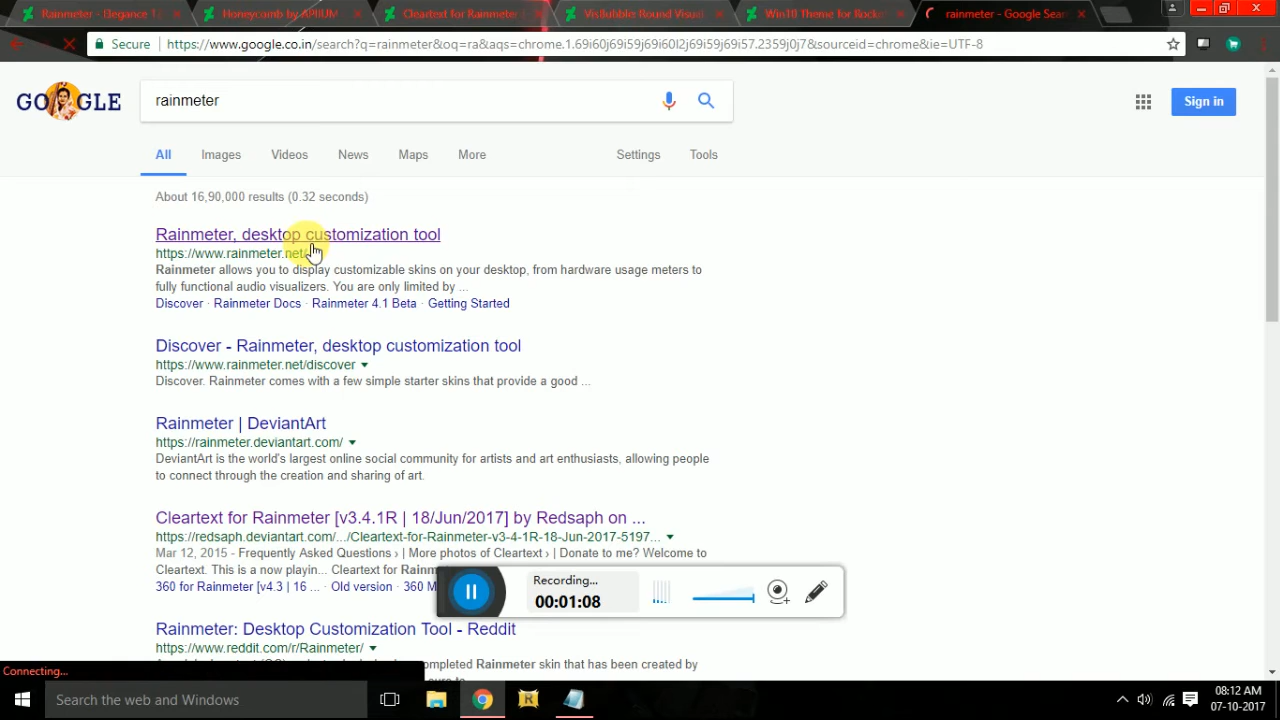 Rainmeter - Elegance 
Honeycomb by APIIUM
Cleartext for Rainmeter
VisBubble: Round Visua
Win10 Theme for Rocke
rainmeter - Google Sear
Secure
https://www.google.co.in/search?q=rainmeter&oq=ra&aqs=chrome.1.69i60j69i59j69i60l2j69i59j69i57.2359j0j7&sourceid=chrome&ie=UTF-8
GOOGLE
rainmeter
Sign in
All Images Videos News Maps More Settings Tools
About 16,90,000 results (0.32 seconds)
Rainmeter, desktop customization tool
https://www.rainmeter.net/
Rainmeter allows you to display customizable skins on your desktop, from hardware usage meters to
fully functional audio visualizers. You are only limited by ...
Discover · Rainmeter Docs · Rainmeter 4.1 Beta · Getting Started
Discover - Rainmeter, desktop customization tool
https://www.rainmeter.net/discover
Discover. Rainmeter comes with a few simple starter skins that provide a good ...
Rainmeter | DeviantArt
https://rainmeter.deviantart.com/
DeviantArt is the world's largest online social community for artists and art enthusiasts, allowing people
to connect through the creation and sharing of art.
Cleartext for Rainmeter [v3.4.1R | 18/Jun/2017] by Redsaph on ...
https://redsaph.deviantart.com/.../Cleartext-for-Rainmeter-v3-4-1R-18-Jun-2017-5197...
Mar 12, 2015 - Frequently Asked Questions › | More photos of Cleartext › | Donate to me? Welcome to
Cleartext. This is a now playin... Cleartext for Rainm
360 for Rainmeter [v4.3 | 16 ... · Old version · 360 M
Recording...
00:01:08
Rainmeter: Desktop Customization Tool - Reddit
https://www.reddit.com/r/Rainmeter/
completed Rainmeter skin that has been created by
Connecting...
Search the web and Windows
08:12 AM
07-10-2017